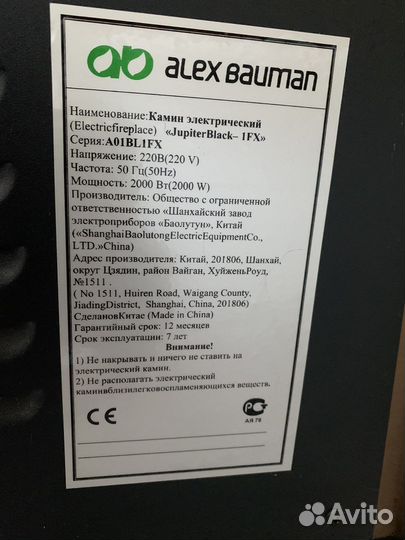 alex bauman
Наименование:Камин электрический
(Electricfireplace) «JupiterBlack– 1FX»
Серия:A01BL1FX
Напряжение: 220В(220 V)
Частота: 50 Гц(50Hz)
Мощность: 2000 Вт(2000 W)
Производитель: Общество с ограниченной
ответственностью «Шанхайский завод
электроприборов «Баолутун», Китай
(«ShanghaiBaolutongElectricEquipmentCo.,
LTD.»China)
Адрес производителя: Китай, 201806, Шанхай,
округ Цзядин, район Вайган, ХуйженьРоуд,
№1511 .
( No 1511, Huiren Road, Waigang County,
JiadingDistrict, Shanghai, China, 201806)
СделановКитае (Made in China)
Гарантийный срок: 12 месяцев
Срок эксплуатации: 7 лет
Внимание!
1) Не накрывать и ничего не ставить на
электрический камин.
2) Не располагать электрический
каминвблизилегковоспламеняющихся веществ.
CE
АЯ 78
Avito